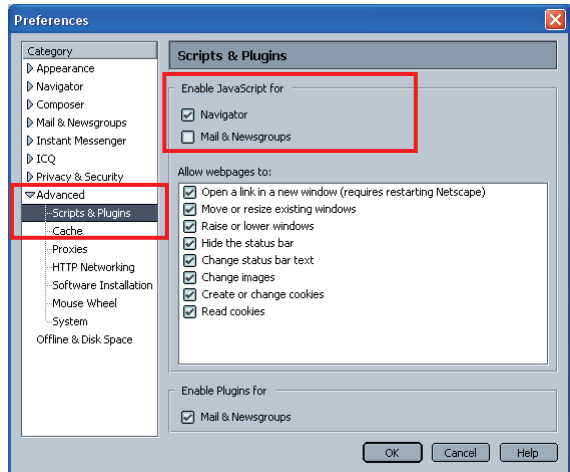 Preferences
Category
Appearance
Navigator
Composer
Mail & Newsgroups
Instant Messenger
ICQ
Privacy & Security
Advanced
Scripts & Plugins
Cache
Proxies
HTTP Networking
Software Installation
Mouse Wheel
System
Offline & Disk Space
Scripts & Plugins
Enable JavaScript for
Navigator
Mail & Newsgroups
Allow webpages to:
Open a link in a new window (requires restarting Netscape)
Move or resize existing windows
Raise or lower windows
Hide the status bar
Change status bar text
Change images
Create or change cookies
Read cookies
Enable Plugins for
Mail & Newsgroups
OK Cancel Help